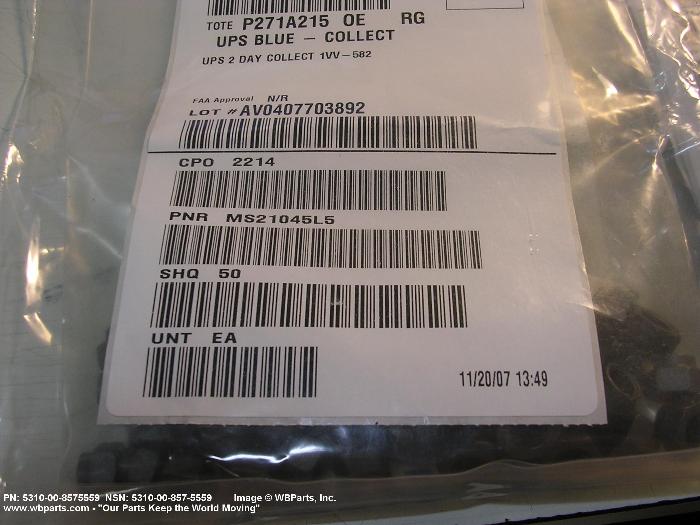 TOTE P271A215 OE RG
UPS BLUE – COLLECT
UPS 2 DAY COLLECT 1VV–582
FAA Approval N/R
LOT # AV0407703892
CPO 2214
PNR MS21045L5
SHQ 50
UNT EA
11/20/07 13:49
PN: 5310-00-8575559 NSN: 5310-00-857-5559 Image © WBParts, Inc.
www.wbparts.com - "Our Parts Keep the World Moving"